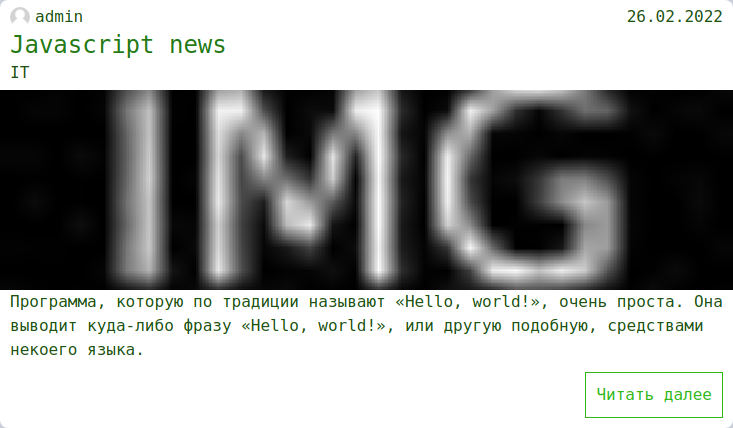 admin 26.02.2022
Javascript news
IT
IMG
Программа, которую по традиции называют «Hello, world!», очень проста. Она
выводит куда-либо фразу «Hello, world!», или другую подобную, средствами
некоего языка.
Читать далее